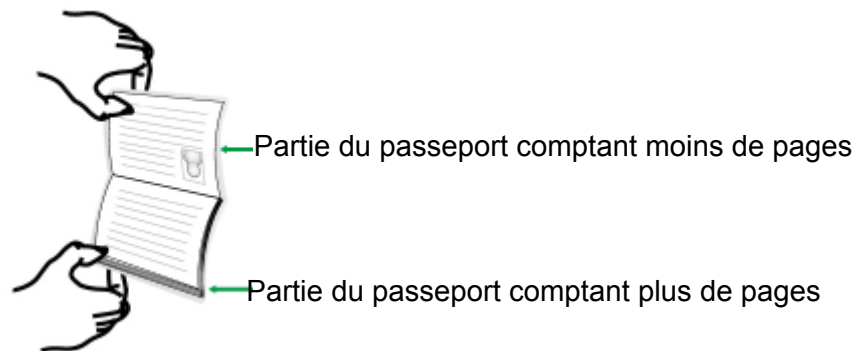 Partie du passeport comptant moins de pages
Partie du passeport comptant plus de pages